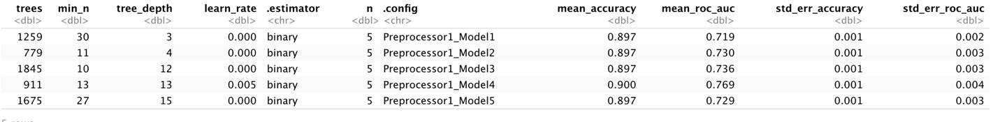 trees min_n tree_depth learn_rate .estimator n .config mean_accuracy mean_roc_auc std_err_accuracy std_err_roc_auc
<dbl> <dbl> <dbl> <dbl> <chr> <dbl> <chr> <dbl> <dbl> <dbl> <dbl>
1259 30 3 0.000 binary 5 Preprocessor1_Model1 0.897 0.719 0.001 0.002
779 11 4 0.000 binary 5 Preprocessor1_Model2 0.897 0.730 0.001 0.003
1845 10 12 0.000 binary 5 Preprocessor1_Model3 0.897 0.736 0.001 0.003
911 13 13 0.005 binary 5 Preprocessor1_Model4 0.900 0.769 0.001 0.004
1675 27 15 0.000 binary 5 Preprocessor1_Model5 0.897 0.729 0.001 0.003